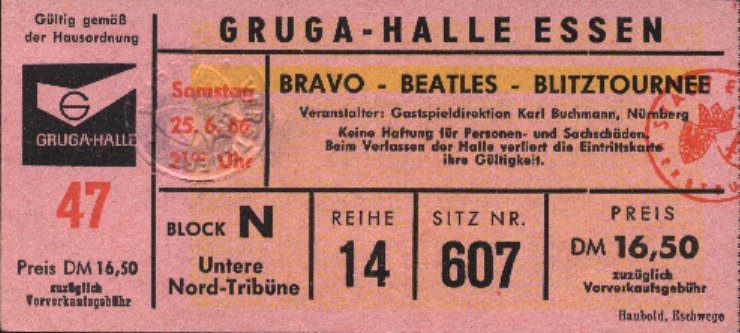 Gültig gemäß
der Hausordnung
GRUGA-HALLE
47
Preis DM 16,50
zuzüglich
Vorverkaufsgebühr
GRUGA-HALLE ESSEN
Samstag
25. 6. 66
Uhr
BRAVO - BEATLES - BLITZTOURNEE
Veranstalter: Gastspieldirektion Karl Buchmann, Nürnberg
Keine Haftung für Personen- und Sachschäden.
Beim Verlassen der Halle verliert die Eintrittskarte
ihre Gültigkeit.
BLOCK N
Untere
Nord-Tribüne
REIHE
14
SITZ NR.
607
PREIS
DM 16,50
zuzüglich
Vorverkaufsgebühr
Haubold, Eschwege